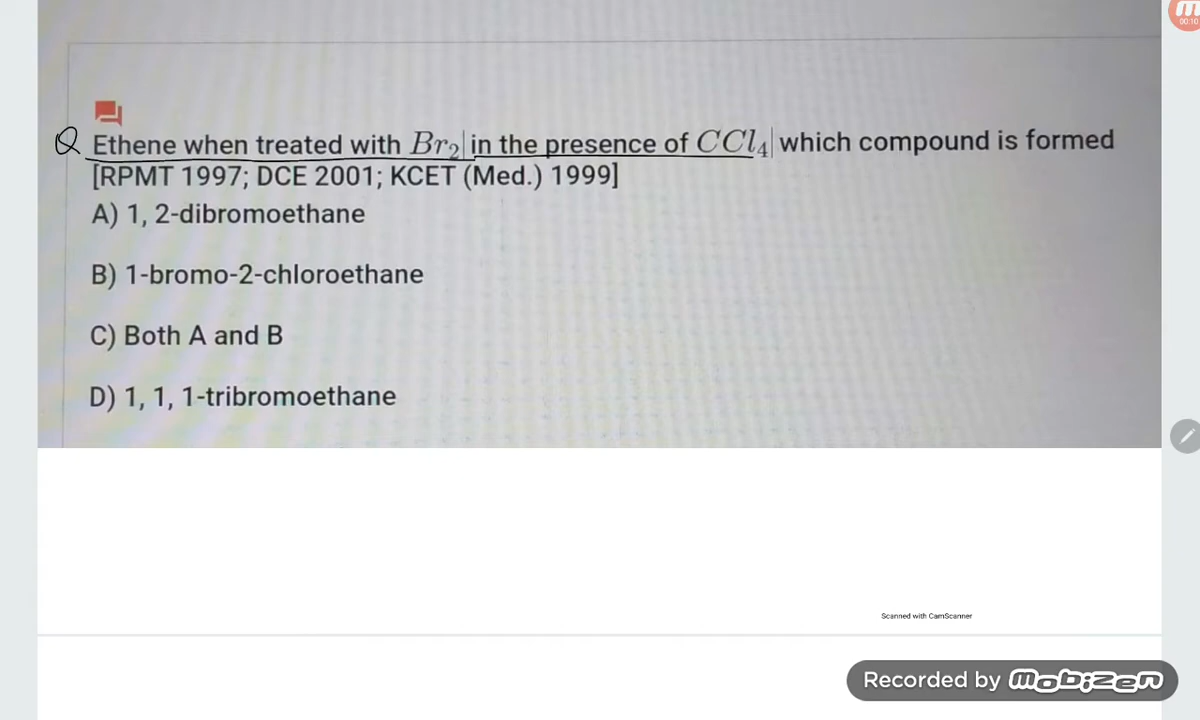 00:10
Q Ethene when treated with Br₂| in the presence of CCl₄| which compound is formed
[RPMT 1997; DCE 2001; KCET (Med.) 1999]
A) 1, 2-dibromoethane
B) 1-bromo-2-chloroethane
C) Both A and B
D) 1, 1, 1-tribromoethane
Scanned with CamScanner
Recorded by mobizen